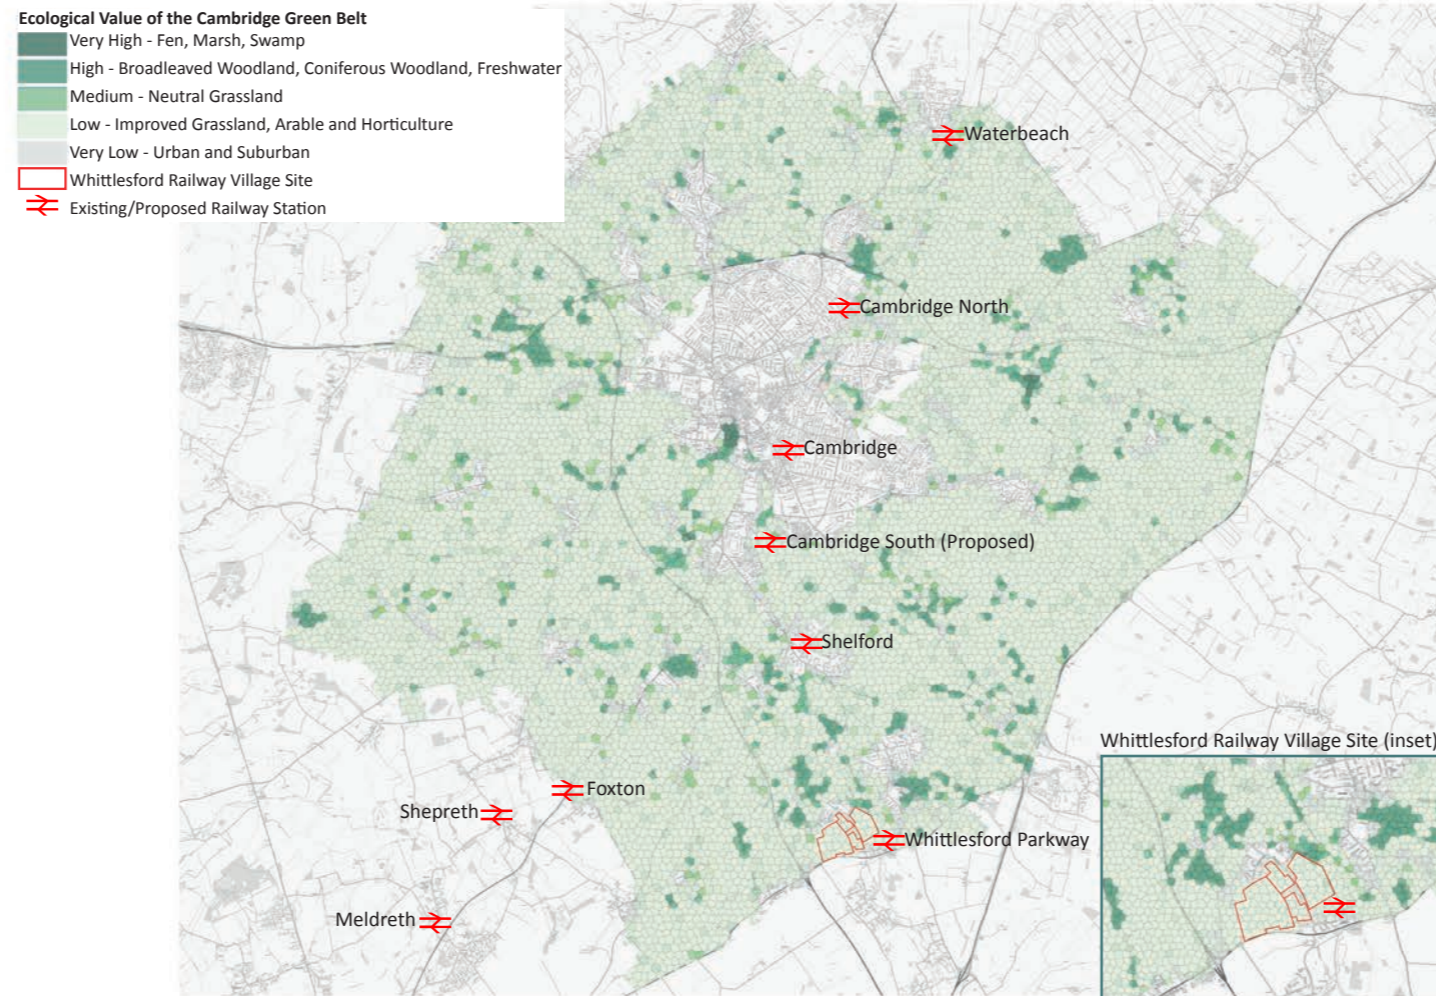 Ecological Value of the Cambridge Green Belt
Very High - Fen, Marsh, Swamp
High - Broadleaved Woodland, Coniferous Woodland, Freshwater
Medium - Neutral Grassland
Low - Improved Grassland, Arable and Horticulture
Very Low - Urban and Suburban
Whittlesford Railway Village Site
Existing/Proposed Railway Station
Waterbeach
Cambridge North
Cambridge
Cambridge South (Proposed)
Shelford
Whittlesford Railway Village Site (inset)
Foxton
Shepreth
Whittlesford Parkway
Meldreth